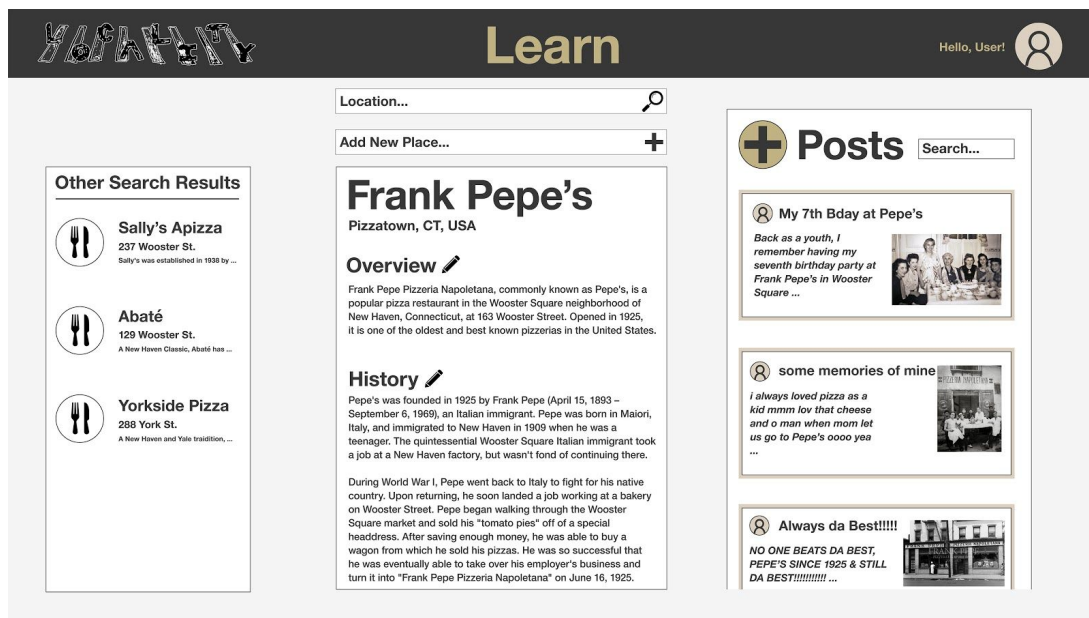 Learn
Hello, User!
Location...
Add New Place...
Other Search Results
Sally's Apizza
237 Wooster St.
Sally's was established in 1938 by ...
Abaté
129 Wooster St.
A New Haven Classic, Abaté has ...
Yorkside Pizza
288 York St.
A New Haven and Yale traidition, ...
Frank Pepe's
Pizzatown, CT, USA
Overview
Frank Pepe Pizzeria Napoletana, commonly known as Pepe's, is a
popular pizza restaurant in the Wooster Square neighborhood of
New Haven, Connecticut, at 163 Wooster Street. Opened in 1925,
it is one of the oldest and best known pizzerias in the United States.
History
Pepe's was founded in 1925 by Frank Pepe (April 15, 1893 –
September 6, 1969), an Italian immigrant. Pepe was born in Maiori,
Italy, and immigrated to New Haven in 1909 when he was a
teenager. The quintessential Wooster Square Italian immigrant took
a job at a New Haven factory, but wasn't fond of continuing there.
During World War I, Pepe went back to Italy to fight for his native
country. Upon returning, he soon landed a job working at a bakery
on Wooster Street. Pepe began walking through the Wooster
Square market and sold his "tomato pies" off of a special
headdress. After saving enough money, he was able to buy a
wagon from which he sold his pizzas. He was so successful that
he was eventually able to take over his employer's business and
turn it into "Frank Pepe Pizzeria Napoletana" on June 16, 1925.
Posts
Search...
My 7th Bday at Pepe's
Back as a youth, I
remember having my
seventh birthday party at
Frank Pepe's in Wooster
Square ...
some memories of mine
i always loved pizza as a
kid mmm lov that cheese
and o man when mom let
us go to Pepe's oooo yea
...
Always da Best!!!!!
NO ONE BEATS DA BEST,
PEPE'S SINCE 1925 & STILL
DA BEST!!!!!!!!!!! ...